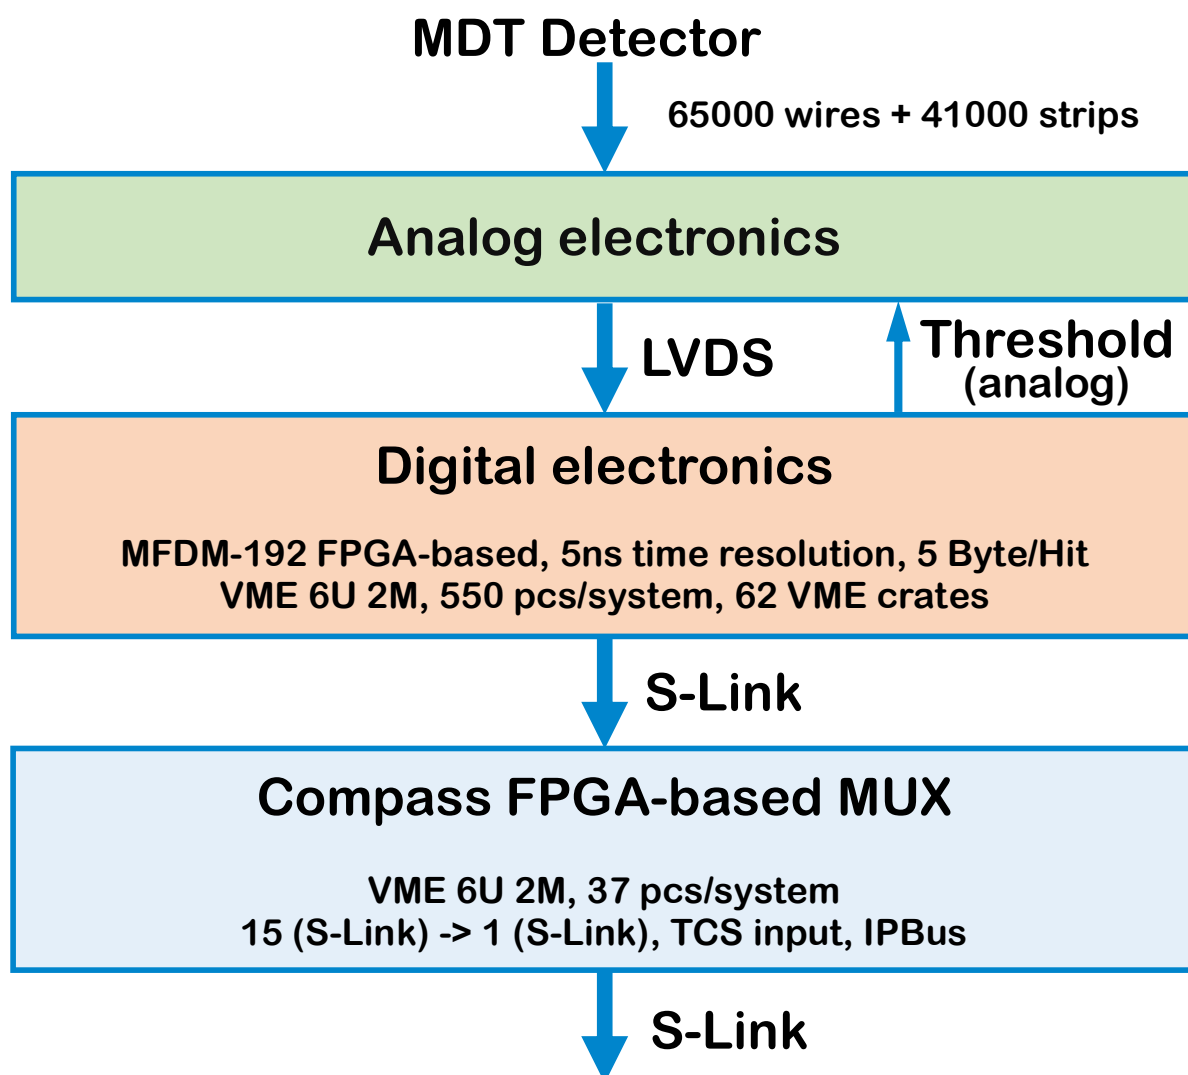 MDT Detector
65000 wires + 41000 strips
Analog electronics
LVDS
Threshold
(analog)
Digital electronics
MFDM-192 FPGA-based, 5ns time resolution, 5 Byte/Hit
VME 6U 2M, 550 pcs/system, 62 VME crates
S-Link
Compass FPGA-based MUX
VME 6U 2M, 37 pcs/system
15 (S-Link) -> 1 (S-Link), TCS input, IPBus
S-Link